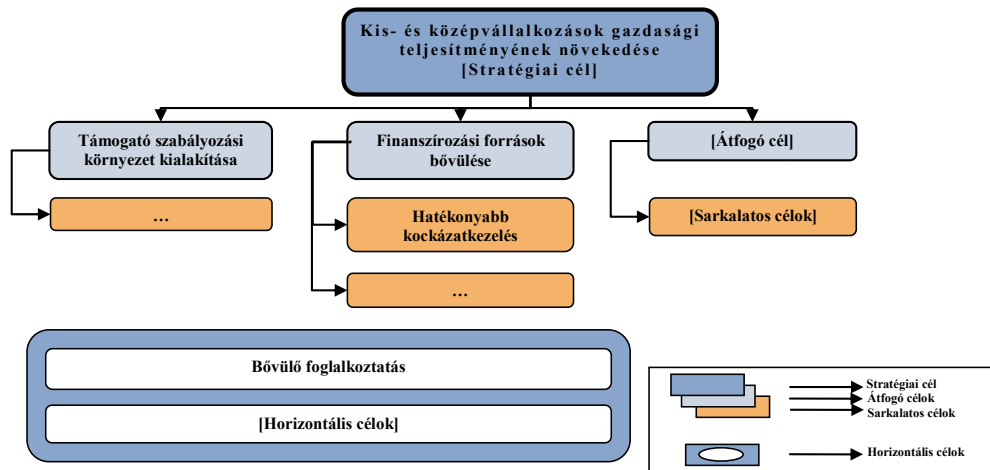 Kis- és középvállalkozások gazdasági
teljesítményének növekedése
[Stratégiai cél]
Támogató szabályozási
környezet kialakítása
Finanszírozási források
bővülése
[Átfogó cél]
...
Hatékonyabb
kockázatkezelés
[Sarkalatos célok]
...
Bővülő foglalkoztatás
[Horizontális célok]
Stratégiai cél
Átfogó célok
Sarkalatos célok
Horizontális célok